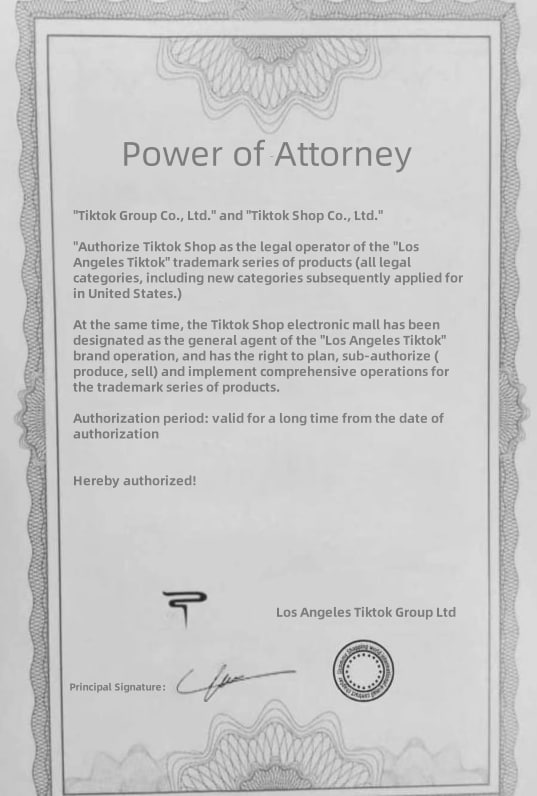 Power of Attorney
"Tiktok Group Co., Ltd." and "Tiktok Shop Co., Ltd."
"Authorize Tiktok Shop as the legal operator of the "Los
Angeles Tiktok" trademark series of products (all legal
categories, including new categories subsequently applied for
in United States.)
At the same time, the Tiktok Shop electronic mall has been
designated as the general agent of the "Los Angeles Tiktok"
brand operation, and has the right to plan, sub-authorize (
produce, sell) and implement comprehensive operations for
the trademark series of products.
Authorization period: valid for a long time from the date of
authorization
Hereby authorized!
Los Angeles Tiktok Group Ltd
Principal Signature: